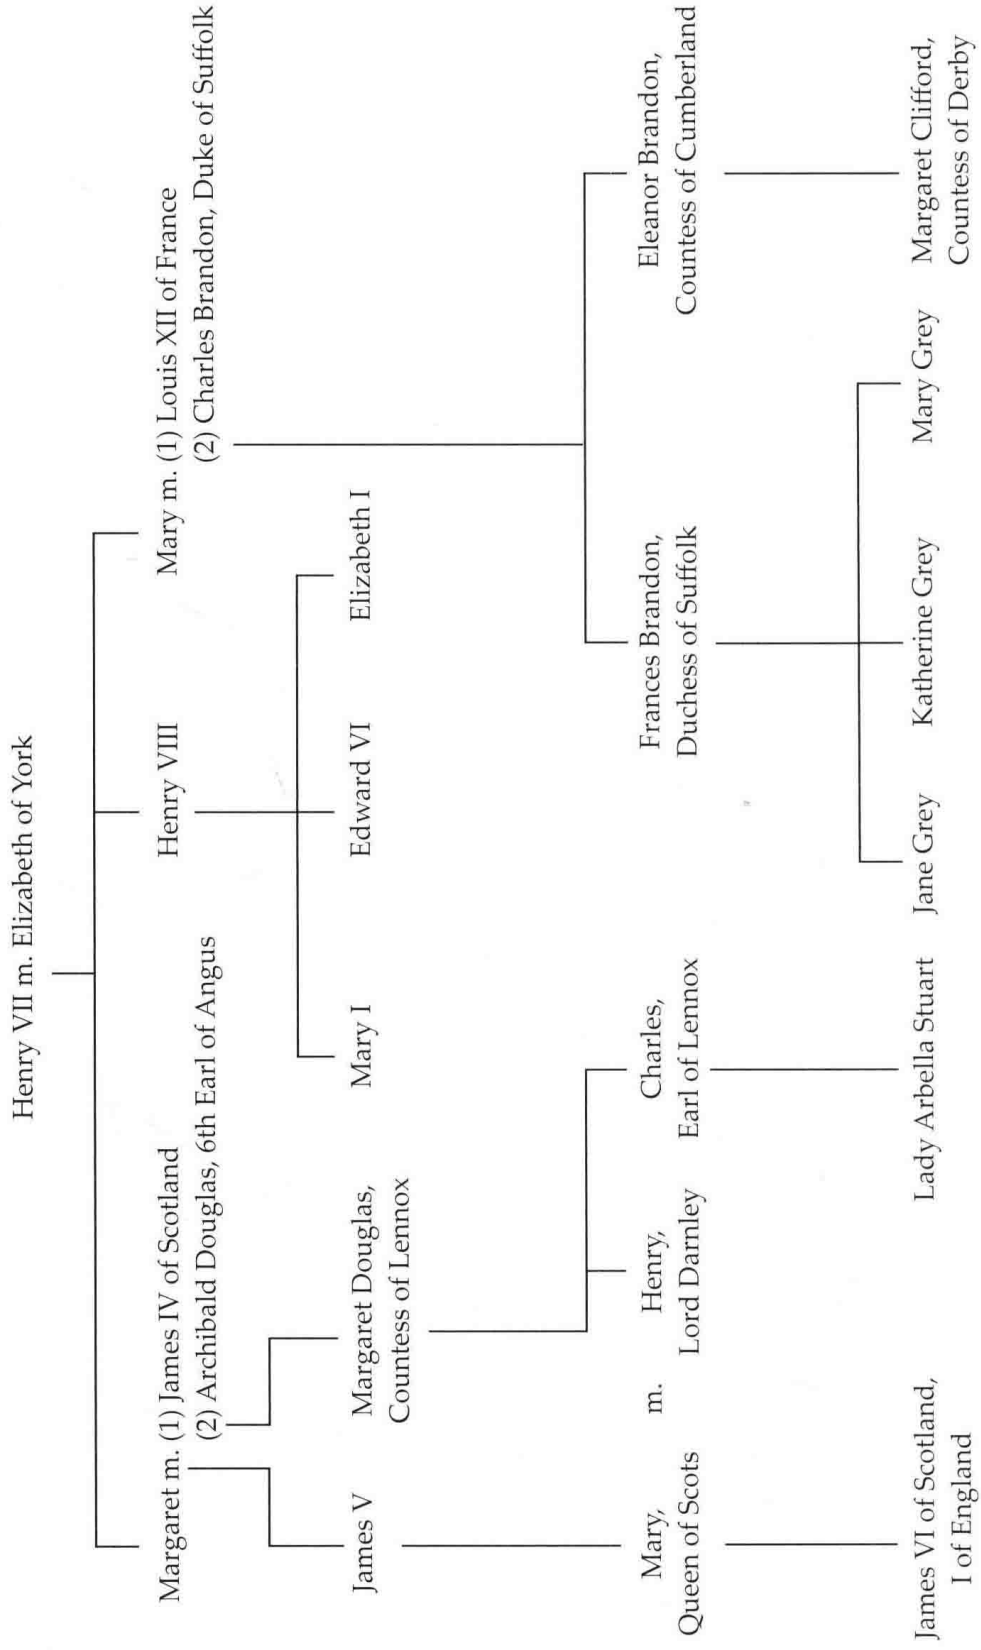 Henry VII m. Elizabeth of York
Margaret m. (1) James IV of Scotland
(2) Archibald Douglas, 6th Earl of Angus
Henry VIII
Mary m. (1) Louis XII of France
(2) Charles Brandon, Duke of Suffolk
James V
Margaret Douglas,
Countess of Lennox
Mary I
Edward VI
Elizabeth I
Mary,
Queen of Scots
m.
Henry,
Lord Darnley
Charles,
Earl of Lennox
Frances Brandon,
Duchess of Suffolk
Eleanor Brandon,
Countess of Cumberland
James VI of Scotland,
I of England
Lady Arbella Stuart
Jane Grey
Katherine Grey
Mary Grey
Margaret Clifford,
Countess of Derby